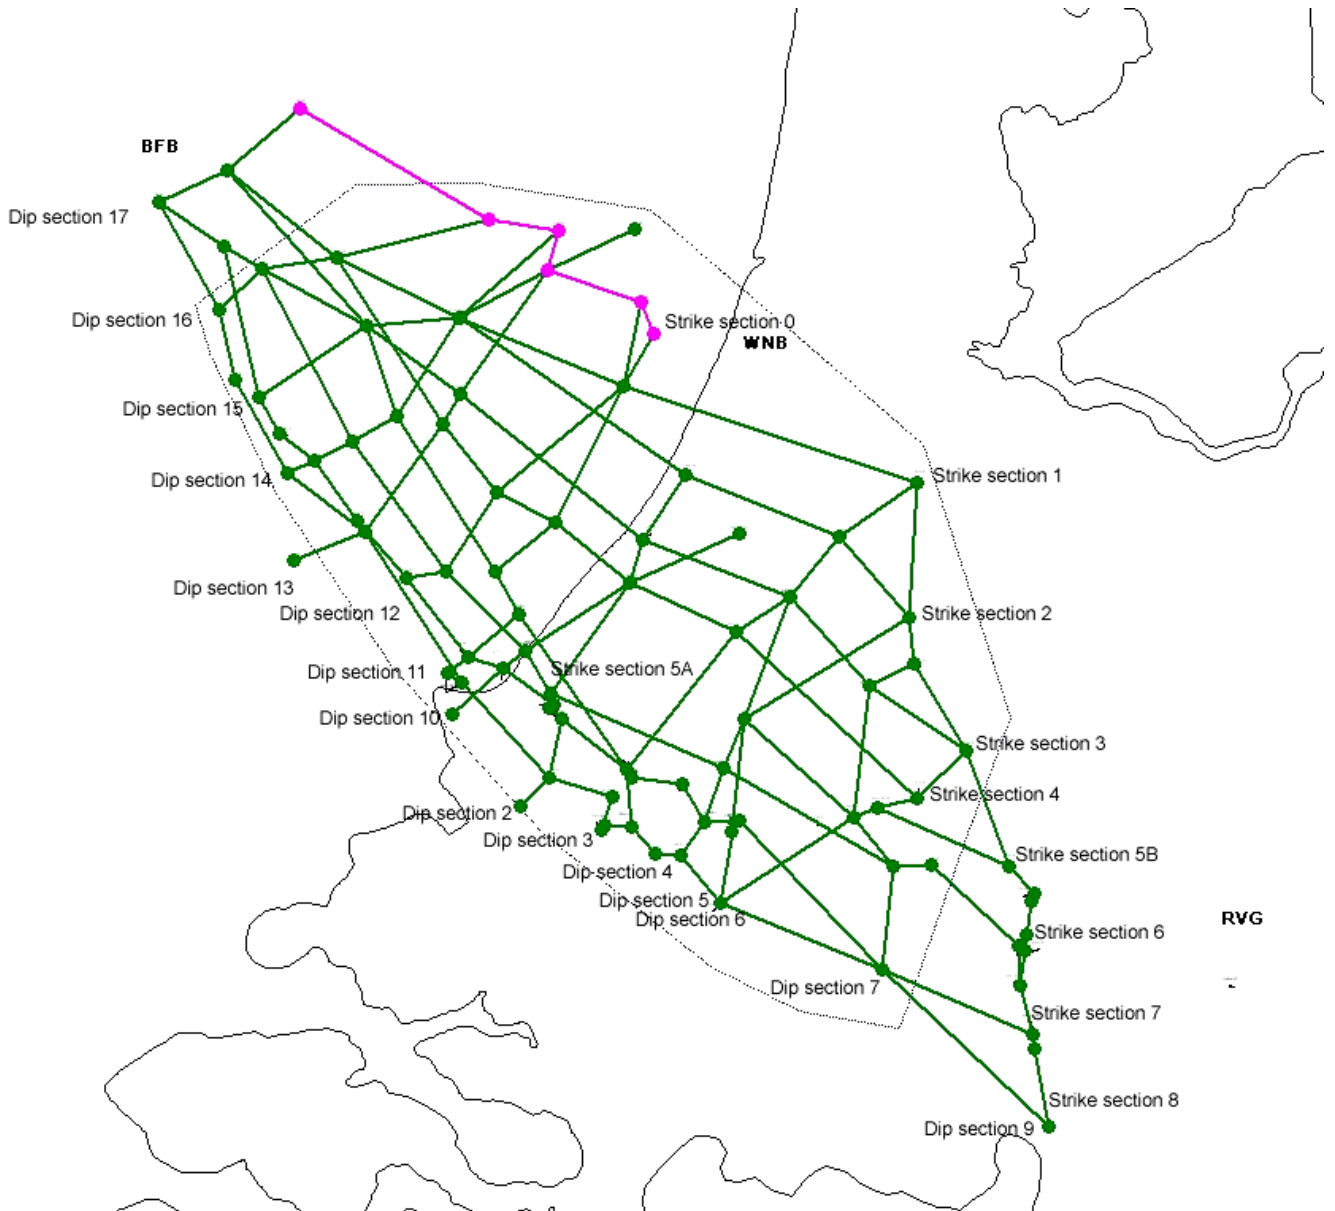 BFB
Dip section 17
Dip section 16
Strike section 0
WNB
Dip section 15
Dip section 14
Strike section 1
Dip section 13
Dip section 12
Strike section 2
Dip section 11
Strike section 5A
Dip section 10
Strike section 3
Strike section 4
Dip section 2
Dip section 3
Strike section 5B
Dip section 4
Dip section 5
Dip section 6
RVG
Strike section 6
Dip section 7
Strike section 7
Strike section 8
Dip section 9